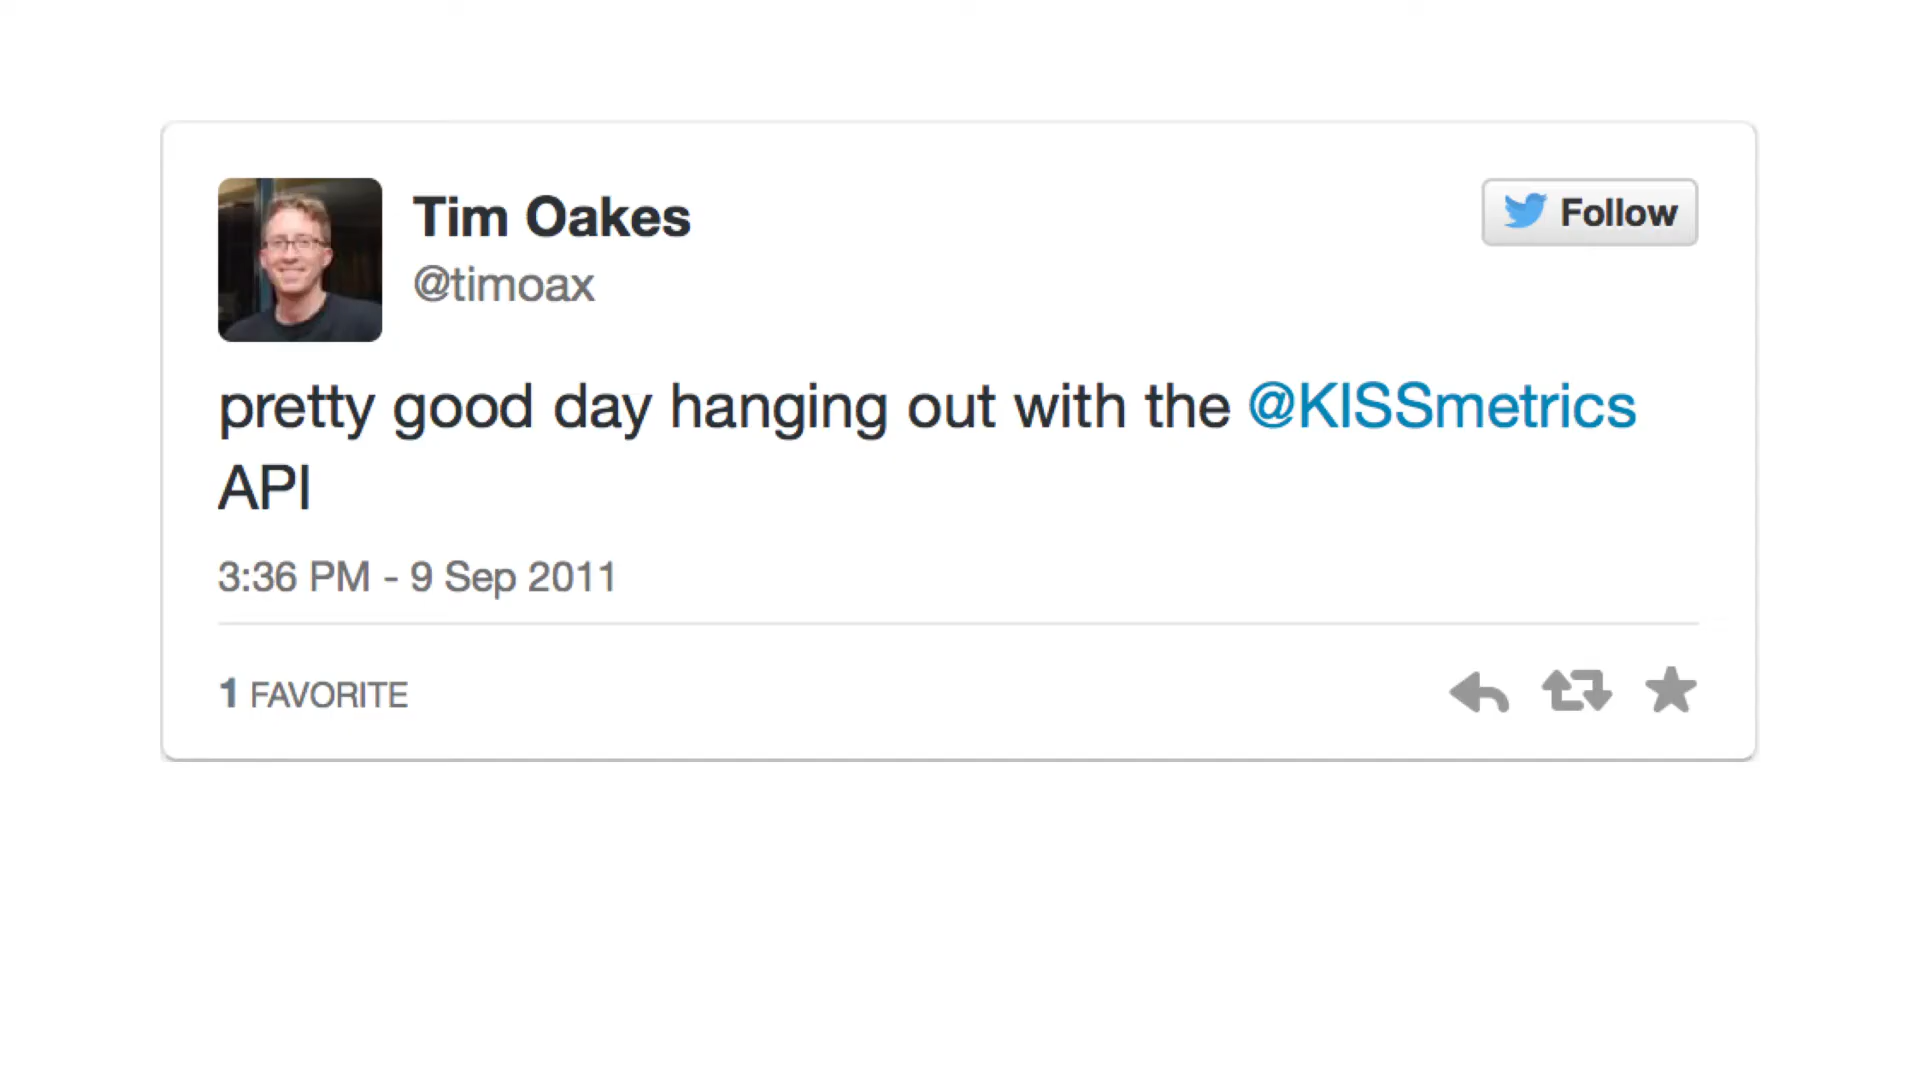 Tim Oakes
Follow
@timoax
pretty good day hanging out with the @KISSmetrics
API
3:36 PM - 9 Sep 2011
1 FAVORITE